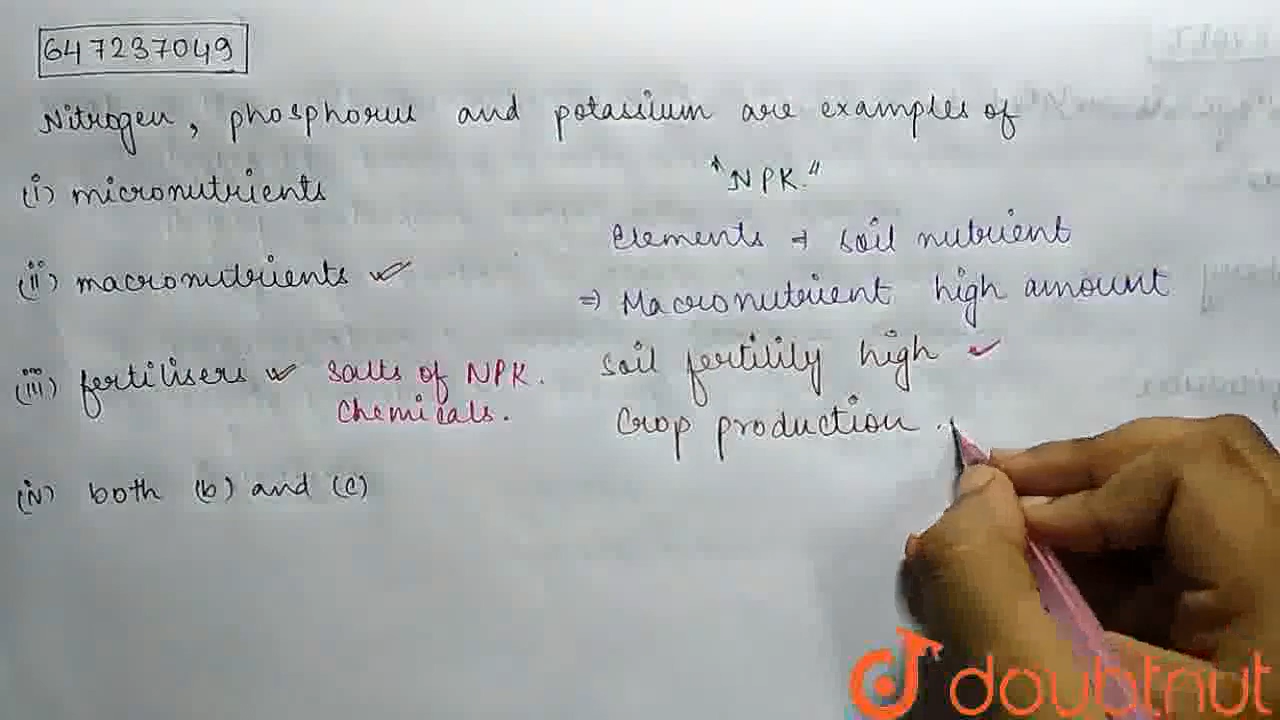 647237049
Nitrogen, phosphorus and potassium are examples of
(i) micronutrients
(ii) macronutrients ✓
(iii) fertilisers ✓ Salts of NPK.
Chemicals.
(iv) both (b) and (c)
"NPK."
Elements → soil nutrient
⇒ Macronutrient high amount
soil fertility high ✓
Crop production
doubtnut